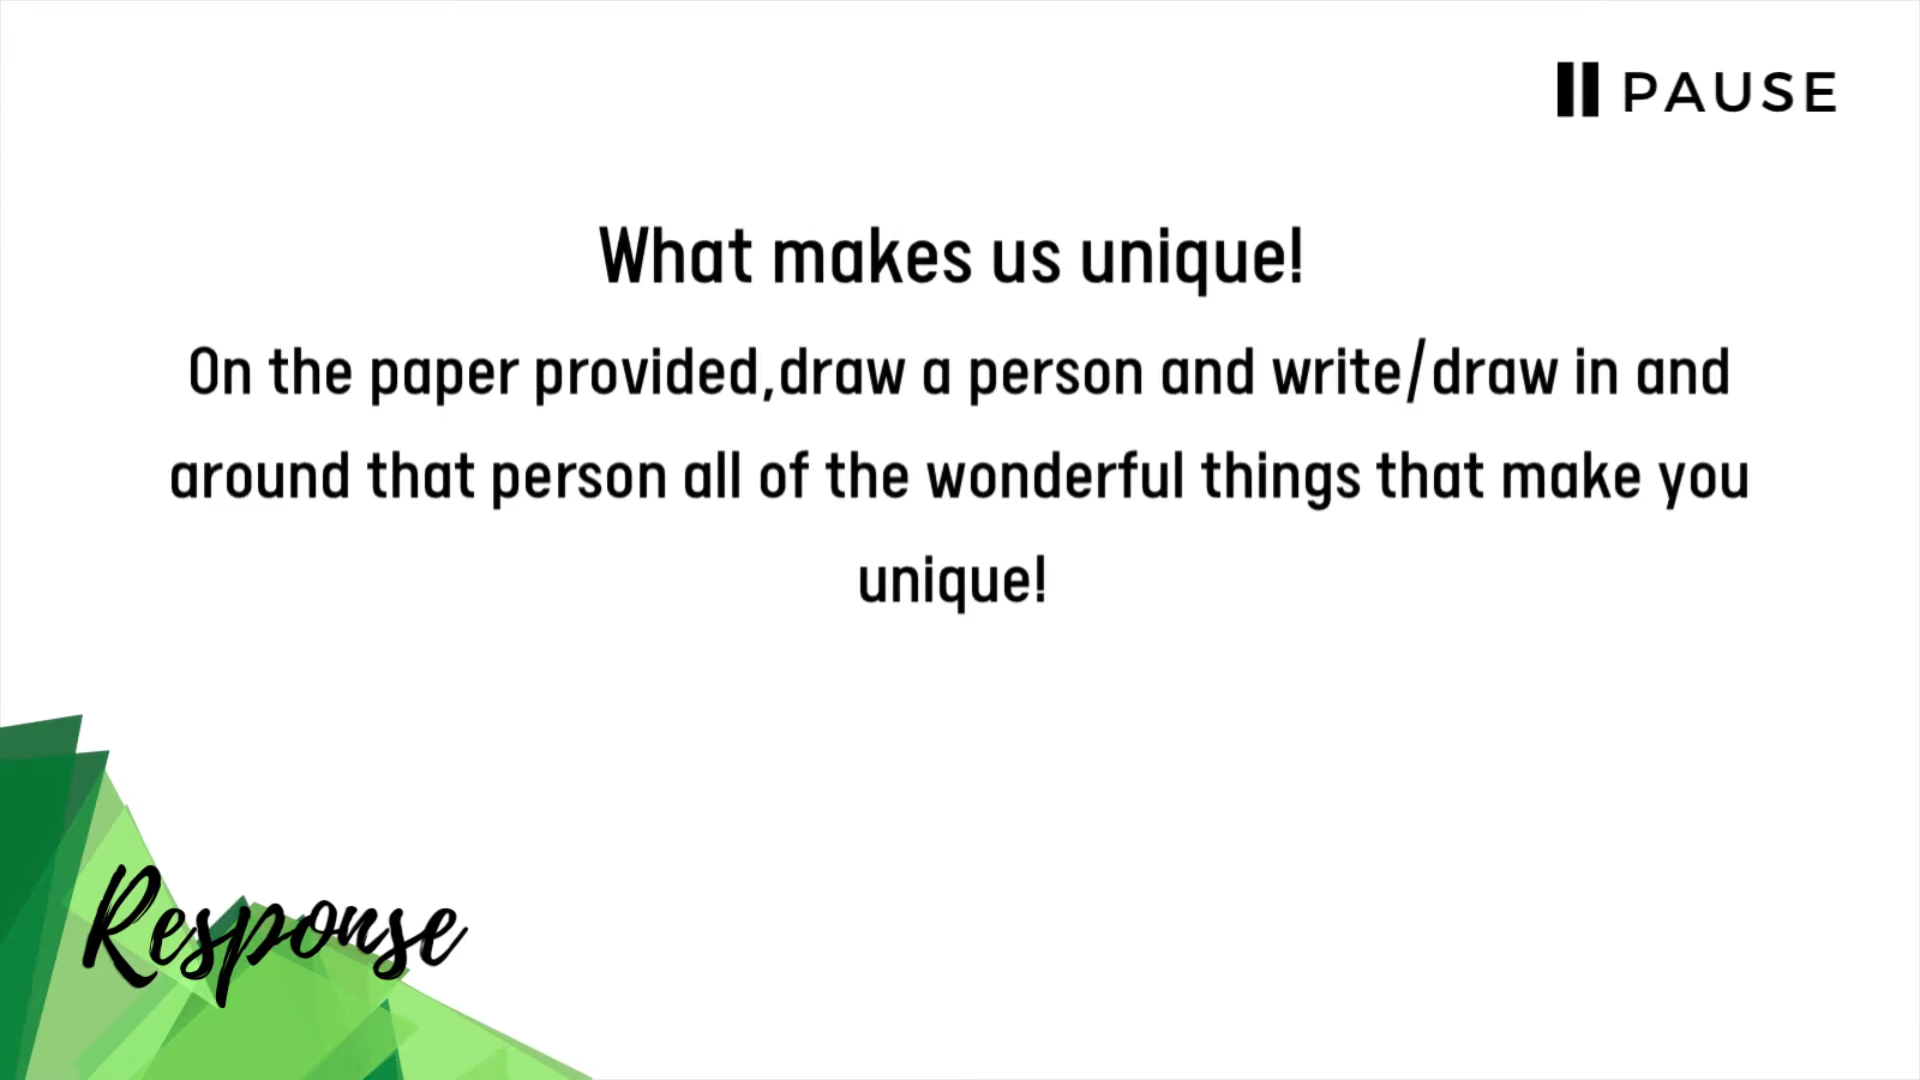 PAUSE
What makes us unique!
On the paper provided,draw a person and write/draw in and
around that person all of the wonderful things that make you
unique!
Response